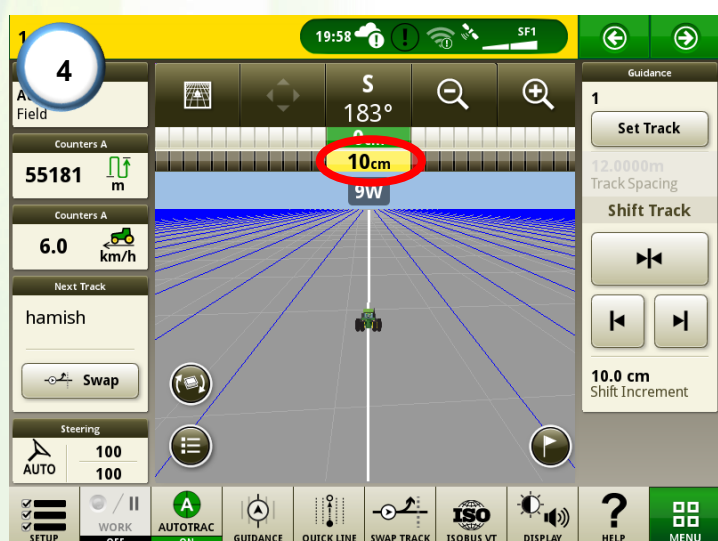 1
19:58
SF1
4
Field
Counters A
55181 m
Counters A
6.0 km/h
Next Track
hamish
Swap
Steering
AUTO
100
100
S
183°
10cm
9W
Guidance
1
Set Track
12.0000m
Track Spacing
Shift Track
10.0 cm
Shift Increment
SETUP
WORK
OFF
A
AUTOTRAC
ON
GUIDANCE
QUICK LINE
SWAP TRACK
ISO
ISOBUS VT
DISPLAY
?
HELP
MENU